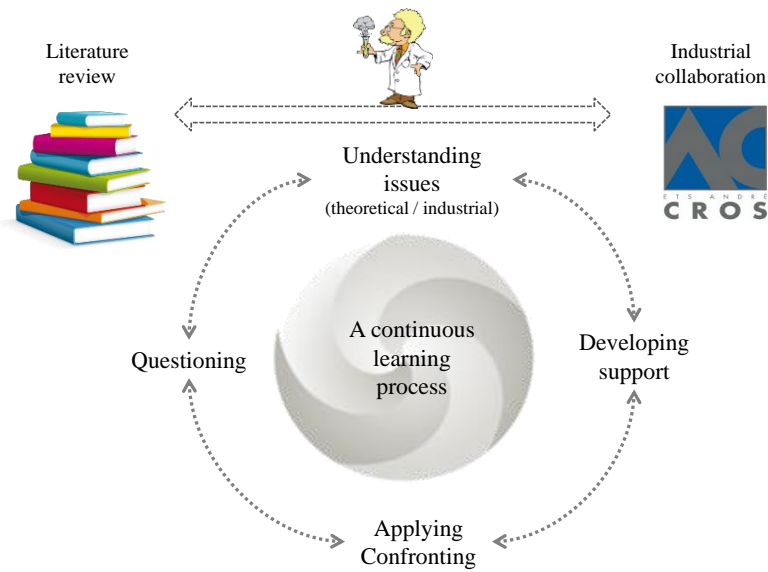 Literature
review
Industrial
collaboration
AC
ETS ANDRE
CROS
Understanding
issues
(theoretical / industrial)
A continuous
learning
process
Questioning
Developing
support
Applying
Confronting